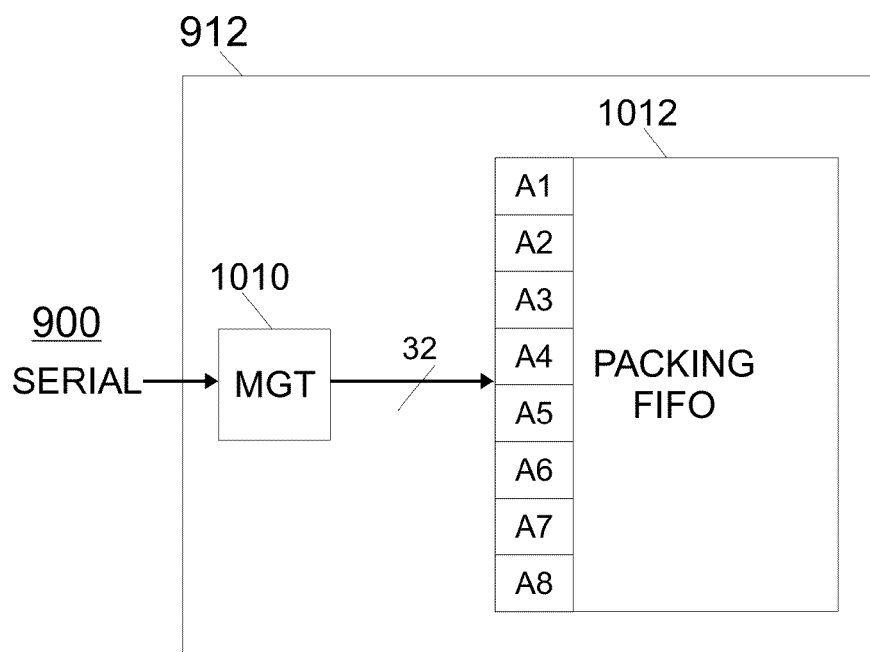 912
1012
A1
A2
1010
A3
900
32
A4
PACKING
SERIAL
MGT
FIFO
A5
A6
A7
A8